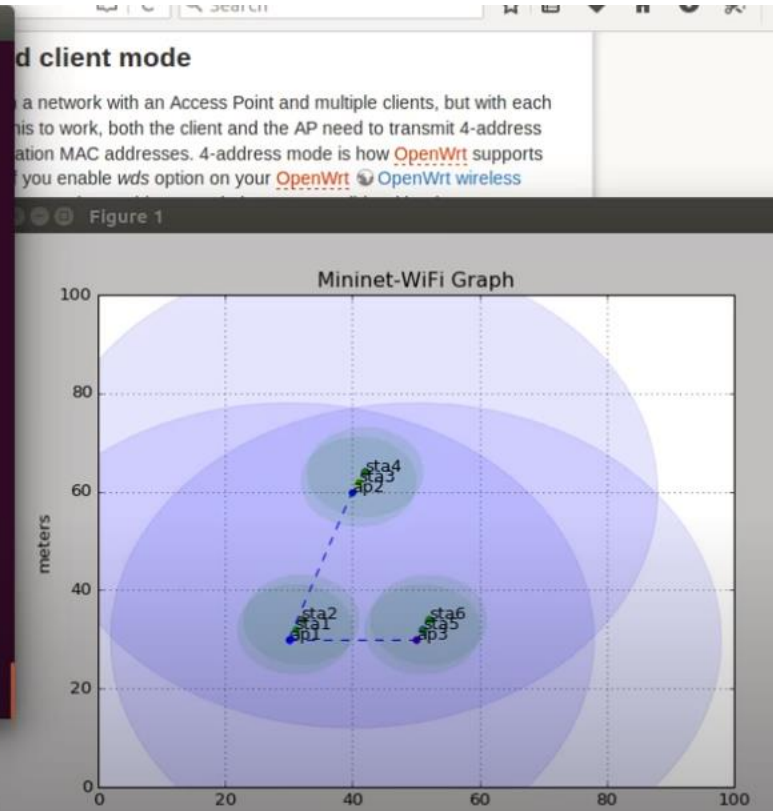 Search
d client mode
a network with an Access Point and multiple clients, but with each
his to work, both the client and the AP need to transmit 4-address
ation MAC addresses. 4-address mode is how OpenWrt supports
f you enable wds option on your OpenWrt OpenWrt wireless
Figure 1
Mininet-WiFi Graph
100
80
60
40
20
0
meters
sta4
sta3
ap2
sta2
sta1
ap1
sta6
sta5
ap3
0 20 40 60 80 100